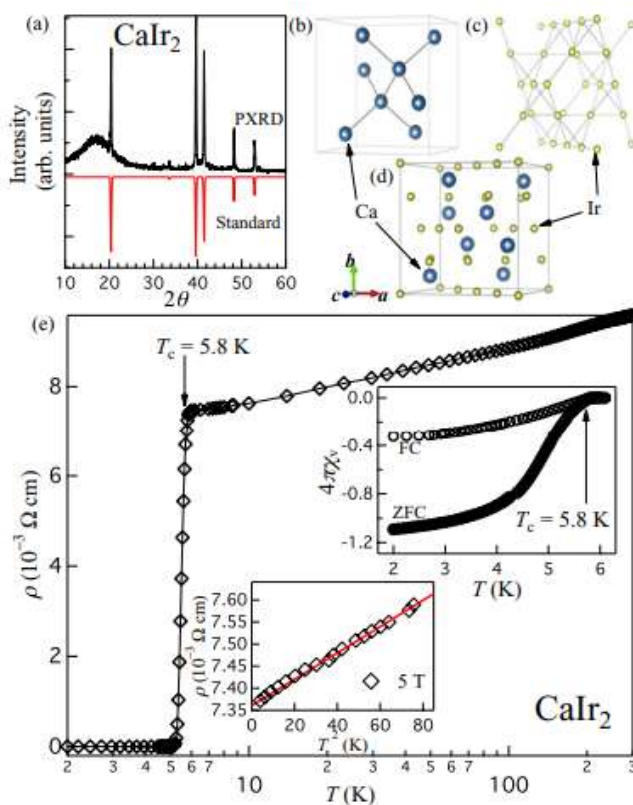 (a)
CaIr2
PXRD
Standard
Intensity
(arb. units)
10 20 30 40 50 60
2θ
(b)
(c)
(d)
Ca
Ir
b
c
a
(e)
Tc = 5.8 K
8
6
4
2
0
ρ (10−3 Ω cm)
0.0
-0.4
-0.8
-1.2
4πχv
FC
ZFC
Tc = 5.8 K
2 3 4 5 6
T (K)
7.60
7.55
7.50
7.45
7.40
7.35
ρ (10−3 Ω cm)
5 T
0 20 40 60 80
T2 (K)
CaIr2
2 3 4 5 6 7 10 2 3 4 5 6 7 100 2 3
T (K)